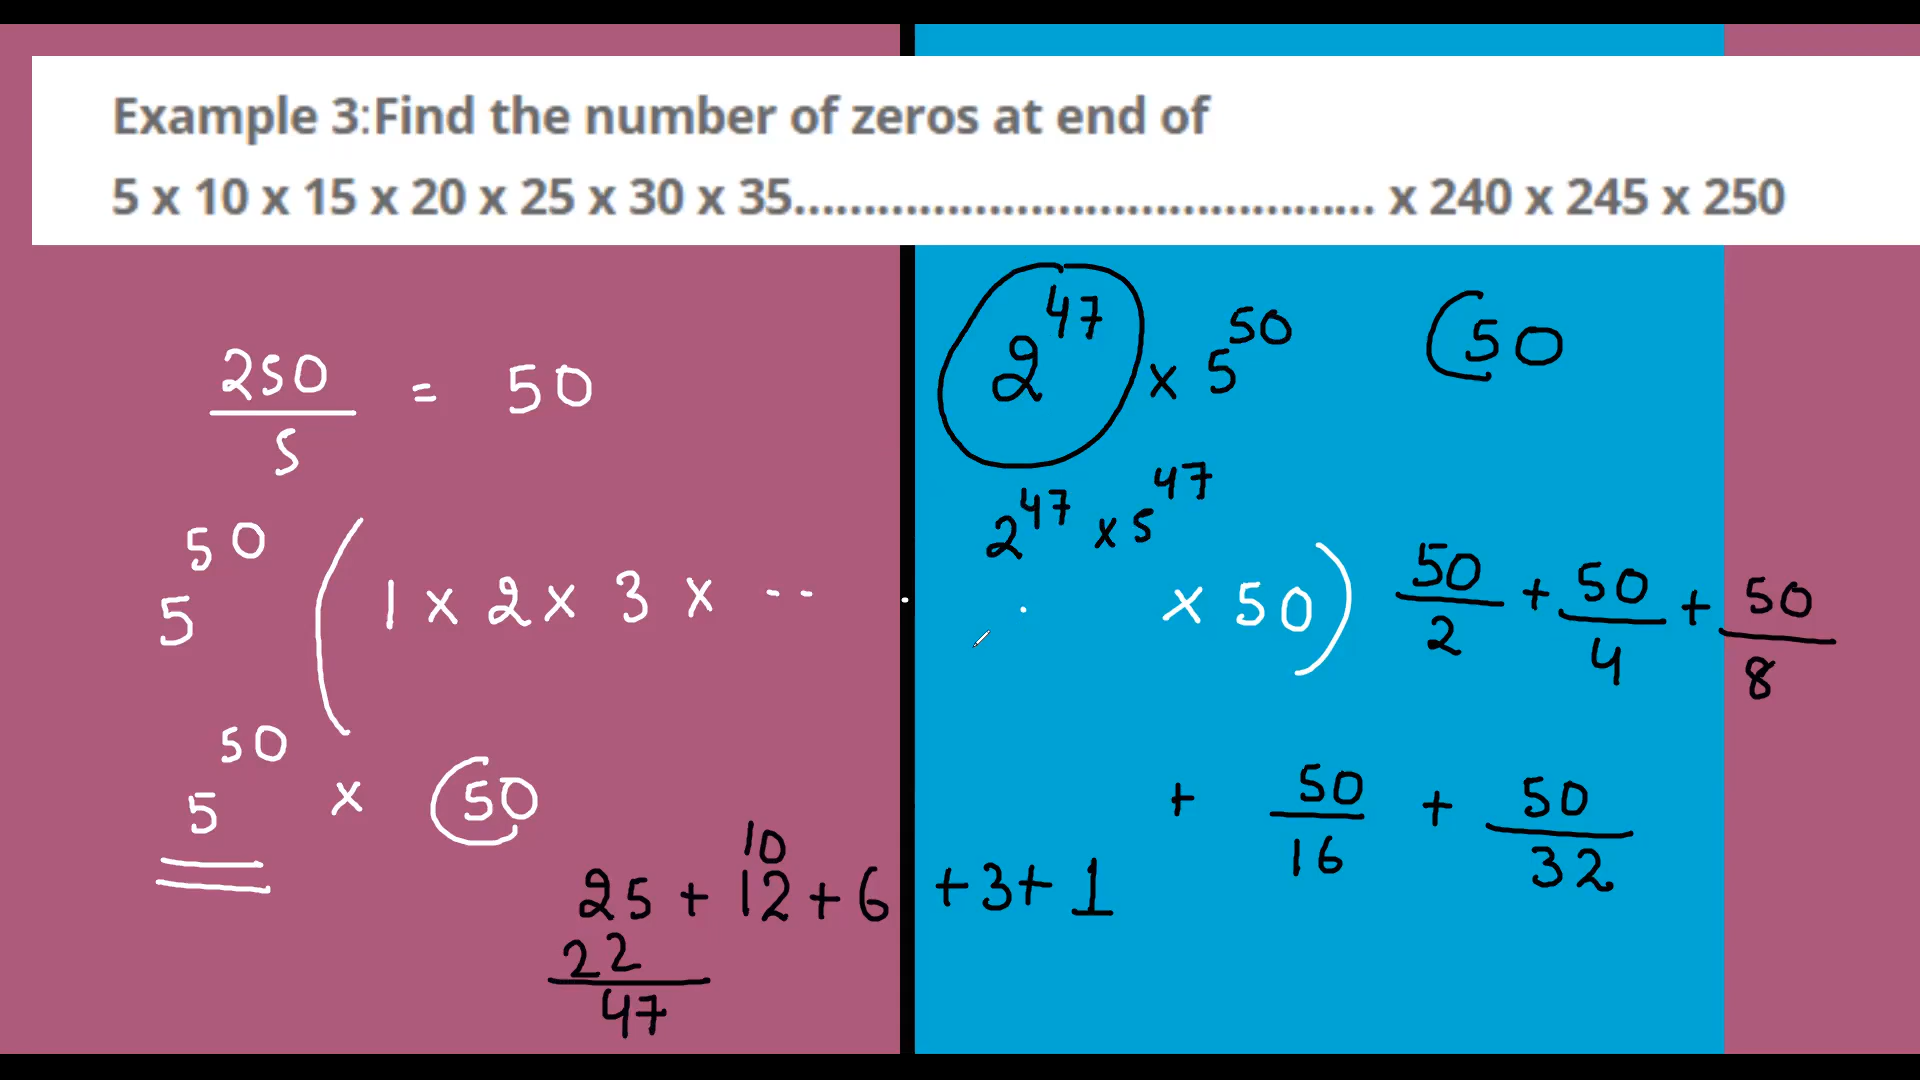 Example 3:Find the number of zeros at end of
5 x 10 x 15 x 20 x 25 x 30 x 35......................................... x 240 x 245 x 250
250/5 = 50
2^47 x 5^50
(50
2^47 x 5^47
5^50 (1 x 2 x 3 x -- . . x 50)
50/2 + 50/4 + 50/8
+ 50/16 + 50/32
5^50 x (50
10
25 + 12 + 6 + 3 + 1
22
47